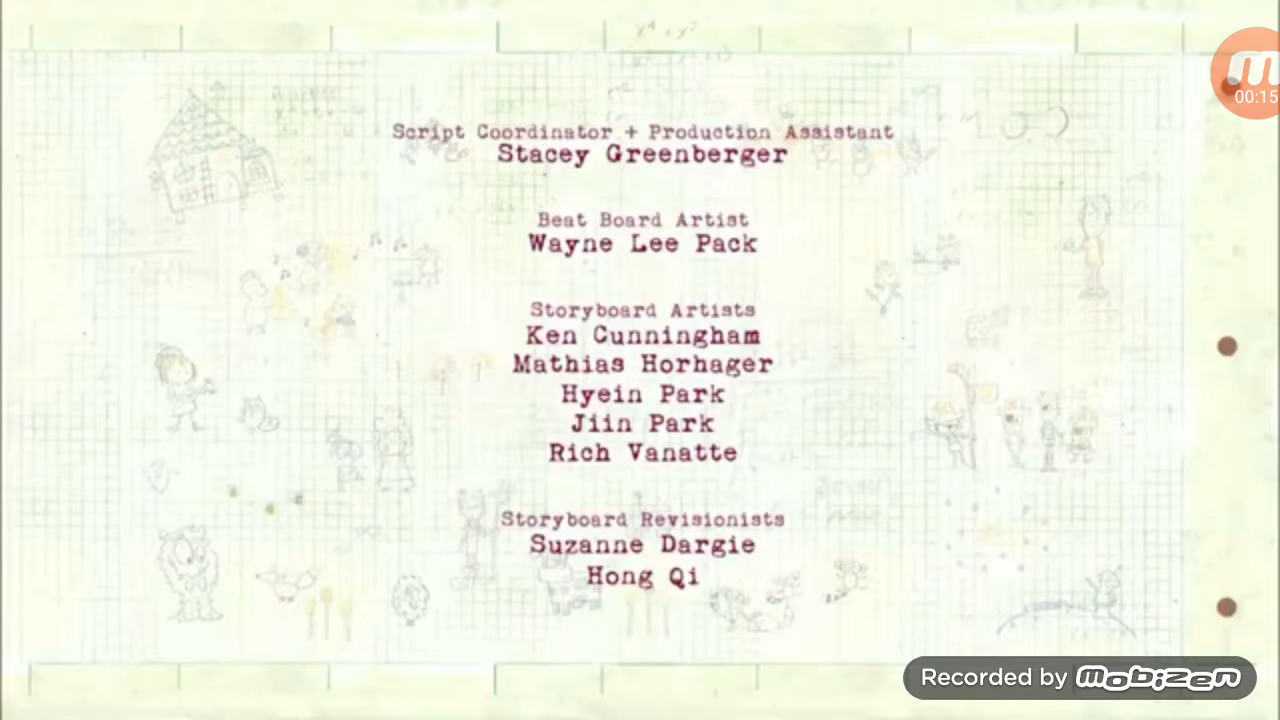 00:15
Script Coordinator + Production Assistant
Stacey Greenberger
Beat Board Artist
Wayne Lee Pack
Storyboard Artists
Ken Cunningham
Mathias Horhager
Hyein Park
Jiin Park
Rich Vanatte
Storyboard Revisionists
Suzanne Dargie
Hong Qi
Recorded by mobizen